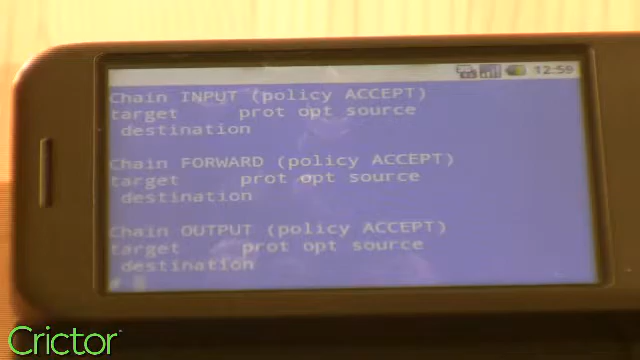 12:59
Chain INPUT (policy ACCEPT)
target prot opt source
destination
Chain FORWARD (policy ACCEPT)
target prot opt source
destination
Chain OUTPUT (policy ACCEPT)
target prot opt source
destination
#
Crictor